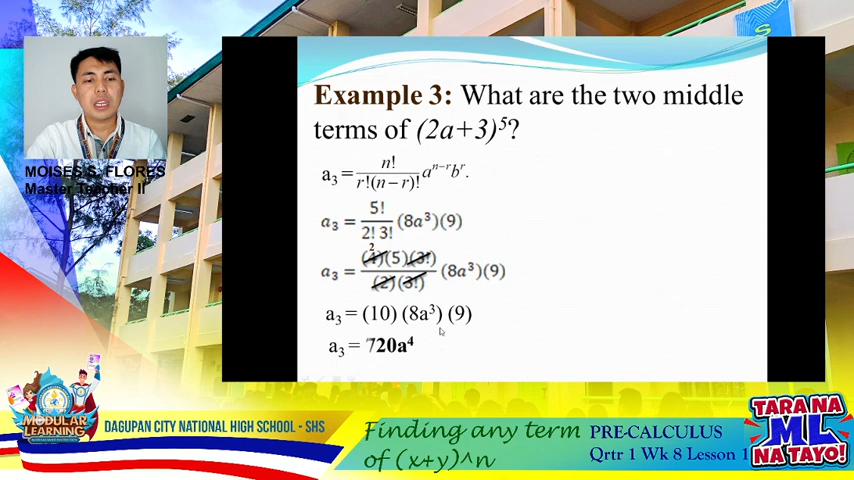 Example 3: What are the two middle
terms of (2a+3)⁵?
a₃ = n!/r!(n−r)! aⁿ⁻ʳbʳ.
a₃ = 5!/2! 3! (8a³)(9)
2
a₃ = (4)(5)(3!)/(2)(3!) (8a³)(9)
a₃ = (10) (8a³) (9)
a₃ = 720a⁴
MOISES S. FLORES
Master Teacher II
S
MODULAR
LEARNING
DAGUPAN CITY NATIONAL HIGH SCHOOL - SHS
Finding any term
of (x+y)^n
PRE-CALCULUS
Qrtr 1 Wk 8 Lesson 1
TARA NA
ML
NA TAYO!